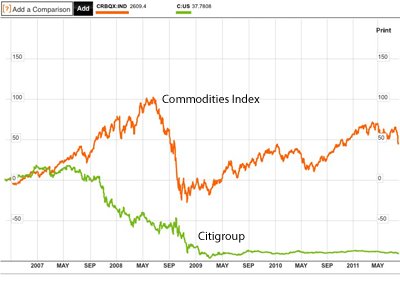 [?] Add a Comparison Add CRBQX:IND 2609.4 C:US 37.7808
Print
150 150
100 100
Commodities Index
50 50
0 0
Citigroup
-50 -50
2007 MAY SEP 2008 MAY SEP 2009 MAY SEP 2010 MAY SEP 2011 MAY